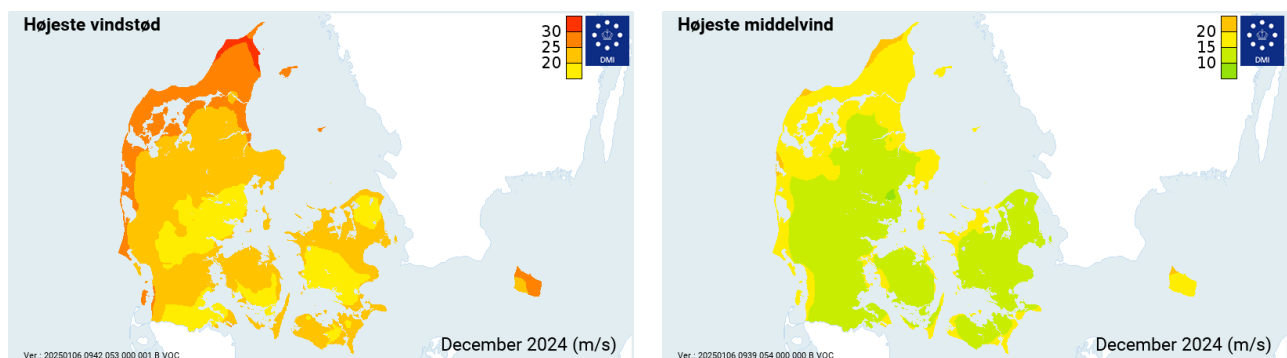 Højeste vindstød
30
25
20
DMI
December 2024 (m/s)
Ver.: 20250106 0942 053 000 001 B VOC
Højeste middelvind
20
15
10
DMI
December 2024 (m/s)
Ver.: 20250106 0939 054 000 000 B VOC